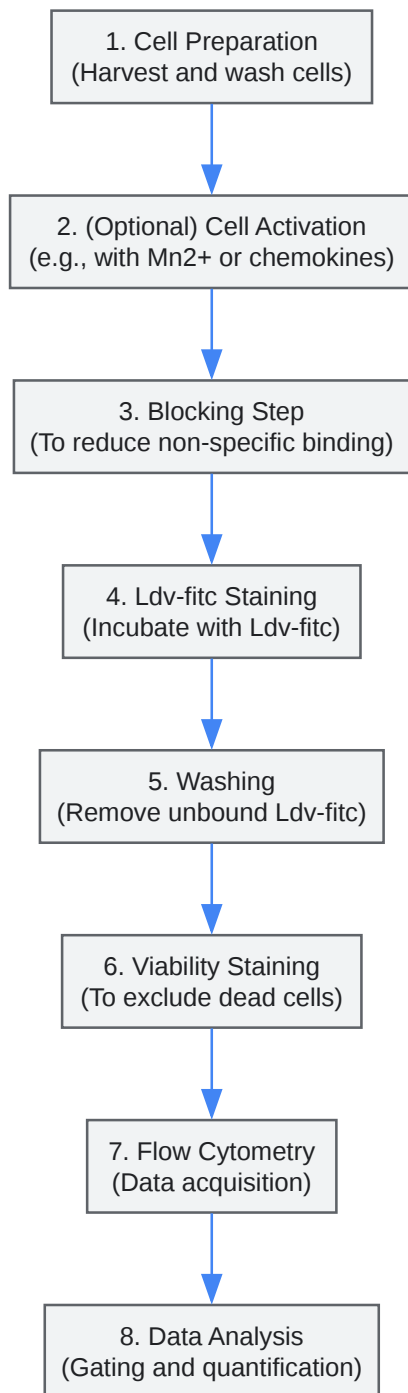 1. Cell Preparation
(Harvest and wash cells)
2. (Optional) Cell Activation
(e.g., with Mn2+ or chemokines)
3. Blocking Step
(To reduce non-specific binding)
4. Ldv-fitc Staining
(Incubate with Ldv-fitc)
5. Washing
(Remove unbound Ldv-fitc)
6. Viability Staining
(To exclude dead cells)
7. Flow Cytometry
(Data acquisition)
8. Data Analysis
(Gating and quantification)